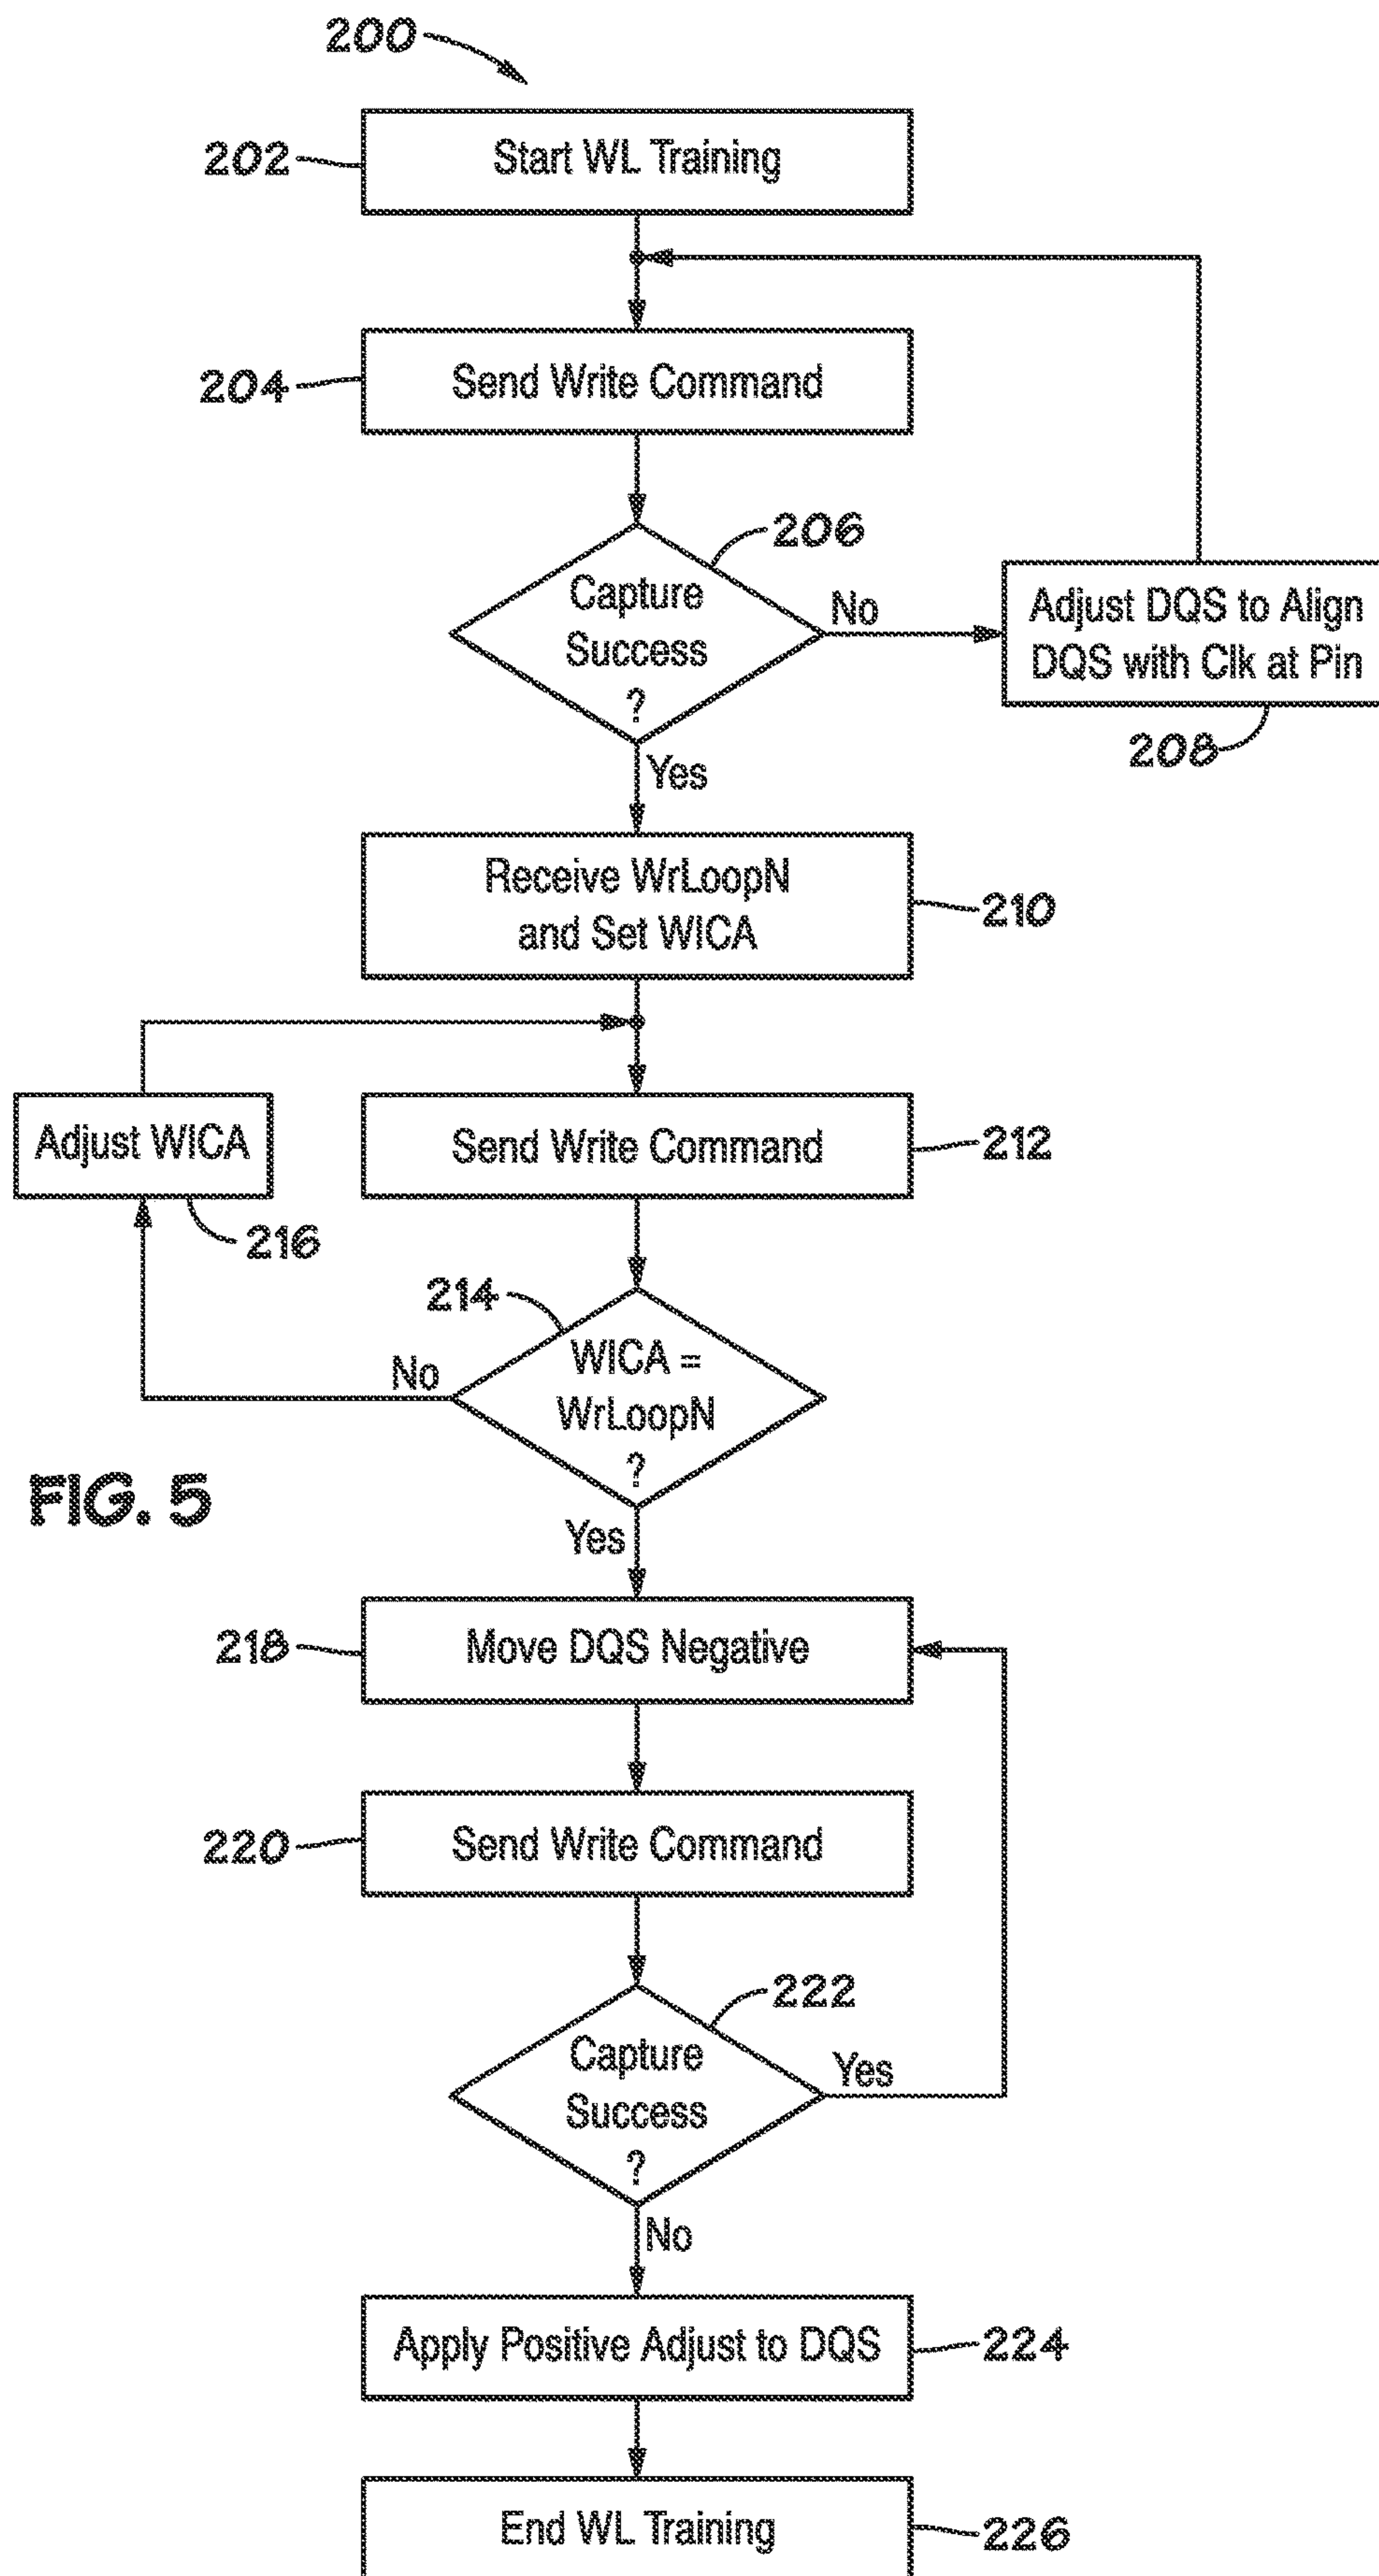 200
202
Start WL Training
204
Send Write Command
206
Capture
Success
?
No
Adjust DQS to Align
DQS with Clk at Pin
208
Yes
Receive WrLoopN
and Set WICA
210
Adjust WICA
216
Send Write Command
212
214
WICA =
WrLoopN
?
No
FIG. 5
Yes
218
Move DQS Negative
220
Send Write Command
222
Capture
Success
?
Yes
No
Apply Positive Adjust to DQS
224
End WL Training
226